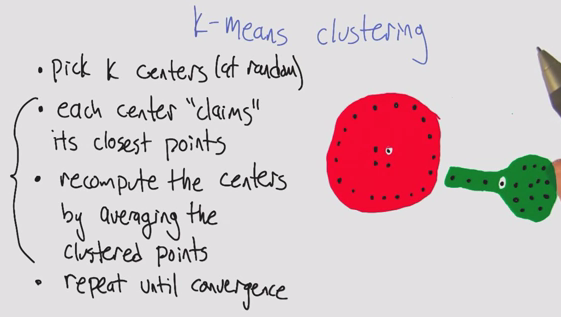 K-means clustering
• pick K centers (at random)
• each center "claims"
its closest points
• recompute the centers
by averaging the
clustered points
• repeat until convergence